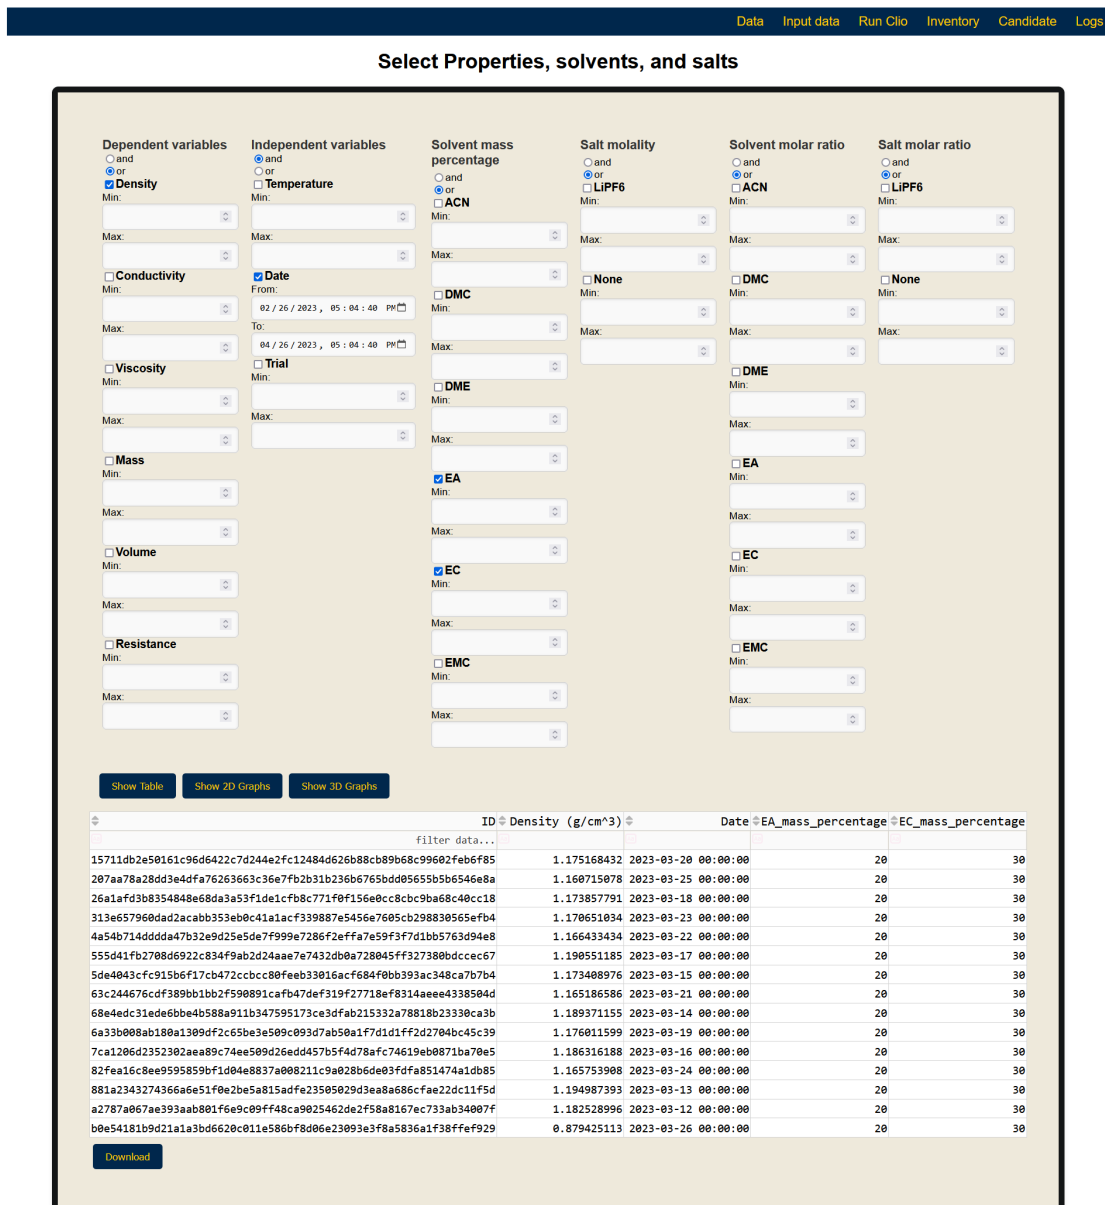 Data Input data Run Clio Inventory Candidate Logs
Select Properties, solvents, and salts
Dependent variables
and
or
Density
Min:
Max:
Conductivity
Min:
Max:
Viscosity
Min:
Max:
Mass
Min:
Max:
Volume
Min:
Max:
Resistance
Min:
Max:
Independent variables
and
or
Temperature
Min:
Max:
Date
From:
02/26/2023, 05:04:40 PM
To:
04/26/2023, 05:04:40 PM
Trial
Min:
Max:
Solvent mass
percentage
and
or
ACN
Min:
Max:
DMC
Min:
Max:
DME
Min:
Max:
EA
Min:
Max:
EC
Min:
Max:
EMC
Min:
Max:
Salt molality
and
or
LiPF6
Min:
Max:
None
Min:
Max:
Solvent molar ratio
and
or
ACN
Min:
Max:
DMC
Min:
Max:
DME
Min:
Max:
EA
Min:
Max:
EC
Min:
Max:
EMC
Min:
Max:
Salt molar ratio
and
or
LiPF6
Min:
Max:
None
Min:
Max:
Show Table Show 2D Graphs Show 3D Graphs
ID Density (g/cm^3) Date EA_mass_percentage EC_mass_percentage
filter data...
15711db2e50161c96d6422c7d244e2fc12484d626b88cb89b68c99602feb6f85 1.175168432 2023-03-20 00:00:00 20 30
207aa78a28dd3e4dfa76263663c36e7fb2b31b236b6765bdd05655b5b6546e8a 1.160715078 2023-03-25 00:00:00 20 30
26a1afd3b8354848e68da3a53f1de1cfb8c771f0f156e0cc8cbc9ba68c40cc18 1.173857791 2023-03-18 00:00:00 20 30
313e657960dad2acabb353eb0c41a1acf339887e5456e7605cb298830565efb4 1.170651034 2023-03-23 00:00:00 20 30
4a54b714dddda47b32e9d25e5de7f999e7286f2effa7e59f3f7d1bb5763d94e8 1.166433434 2023-03-22 00:00:00 20 30
555d41fb2708d6922c834f9ab2d24aae7e7432db0a728045ff327380bdccec67 1.190551185 2023-03-17 00:00:00 20 30
5de4043cfc915b6f17cb472ccbcc80feeb33016acf684f0bb393ac348ca7b7b4 1.173408976 2023-03-15 00:00:00 20 30
63c244676cdf389bb1bb2f590891cafb47def319f27718ef8314aeee4338504d 1.165186586 2023-03-21 00:00:00 20 30
68e4edc31ede6bbe4b588a911b347595173ce3dfab215332a78818b23330ca3b 1.189371155 2023-03-14 00:00:00 20 30
6a33b008ab180a1309df2c65be3e509c093d7ab50a1f7d1d1ff2d2704bc45c39 1.176011599 2023-03-19 00:00:00 20 30
7ca1206d2352302aea89c74ee509d26edd457b5f4d78afc74619eb0871ba70e5 1.186316188 2023-03-16 00:00:00 20 30
82fea16c8ee9595859bf1d04e8837a008211c9a028b6de03fdfa851474a1db85 1.165753908 2023-03-24 00:00:00 20 30
881a2343274366a6e51f0e2be5a815adfe23505029d3ea8a686cfae22dc11f5d 1.194987393 2023-03-13 00:00:00 20 30
a2787a067ae393aab801f6e9c09ff48ca9025462de2f58a8167ec733ab34007f 1.182528996 2023-03-12 00:00:00 20 30
b0e54181b9d21a1a3bd6620c011e586bf8d06e23093e3f8a5836a1f38ffef929 0.879425113 2023-03-26 00:00:00 20 30
Download